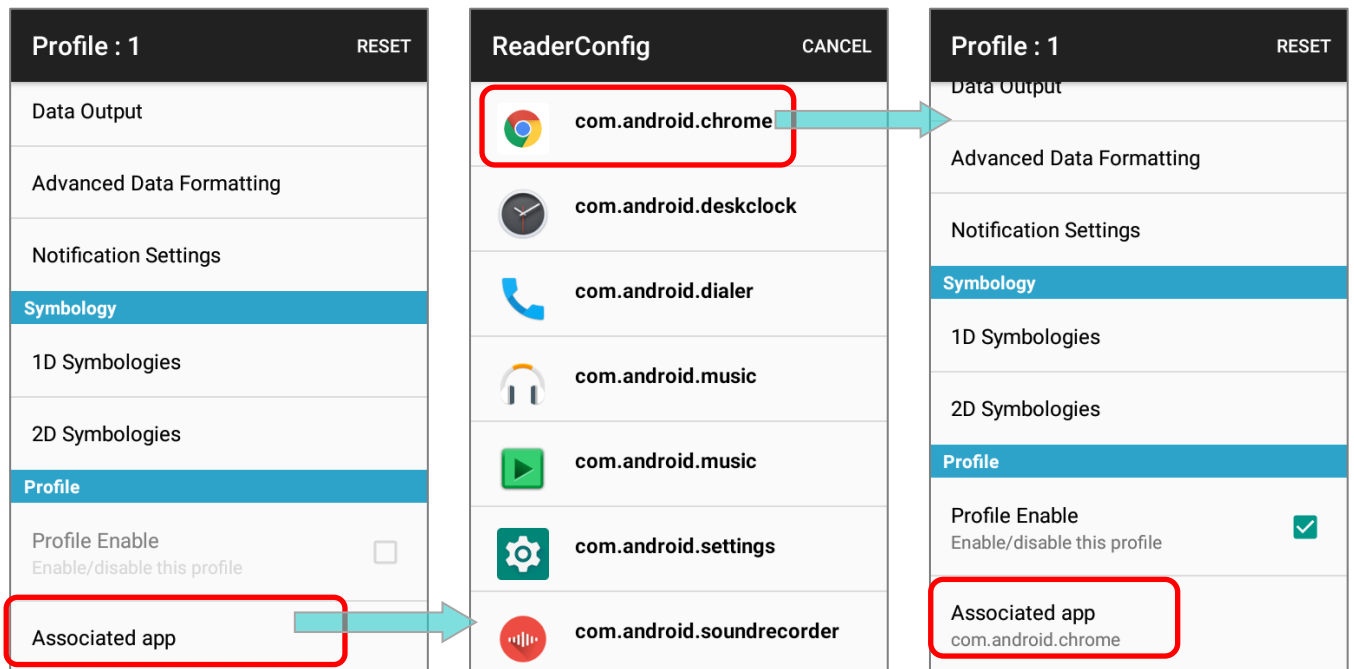 Profile : 1
RESET
Data Output
Advanced Data Formatting
Notification Settings
Symbology
1D Symbologies
2D Symbologies
Profile
Profile Enable
Enable/disable this profile
Associated app
ReaderConfig
CANCEL
com.android.chrome
com.android.deskclock
com.android.dialer
com.android.music
com.android.music
com.android.settings
com.android.soundrecorder
Profile : 1
RESET
Data Output
Advanced Data Formatting
Notification Settings
Symbology
1D Symbologies
2D Symbologies
Profile
Profile Enable
Enable/disable this profile
Associated app
com.android.chrome